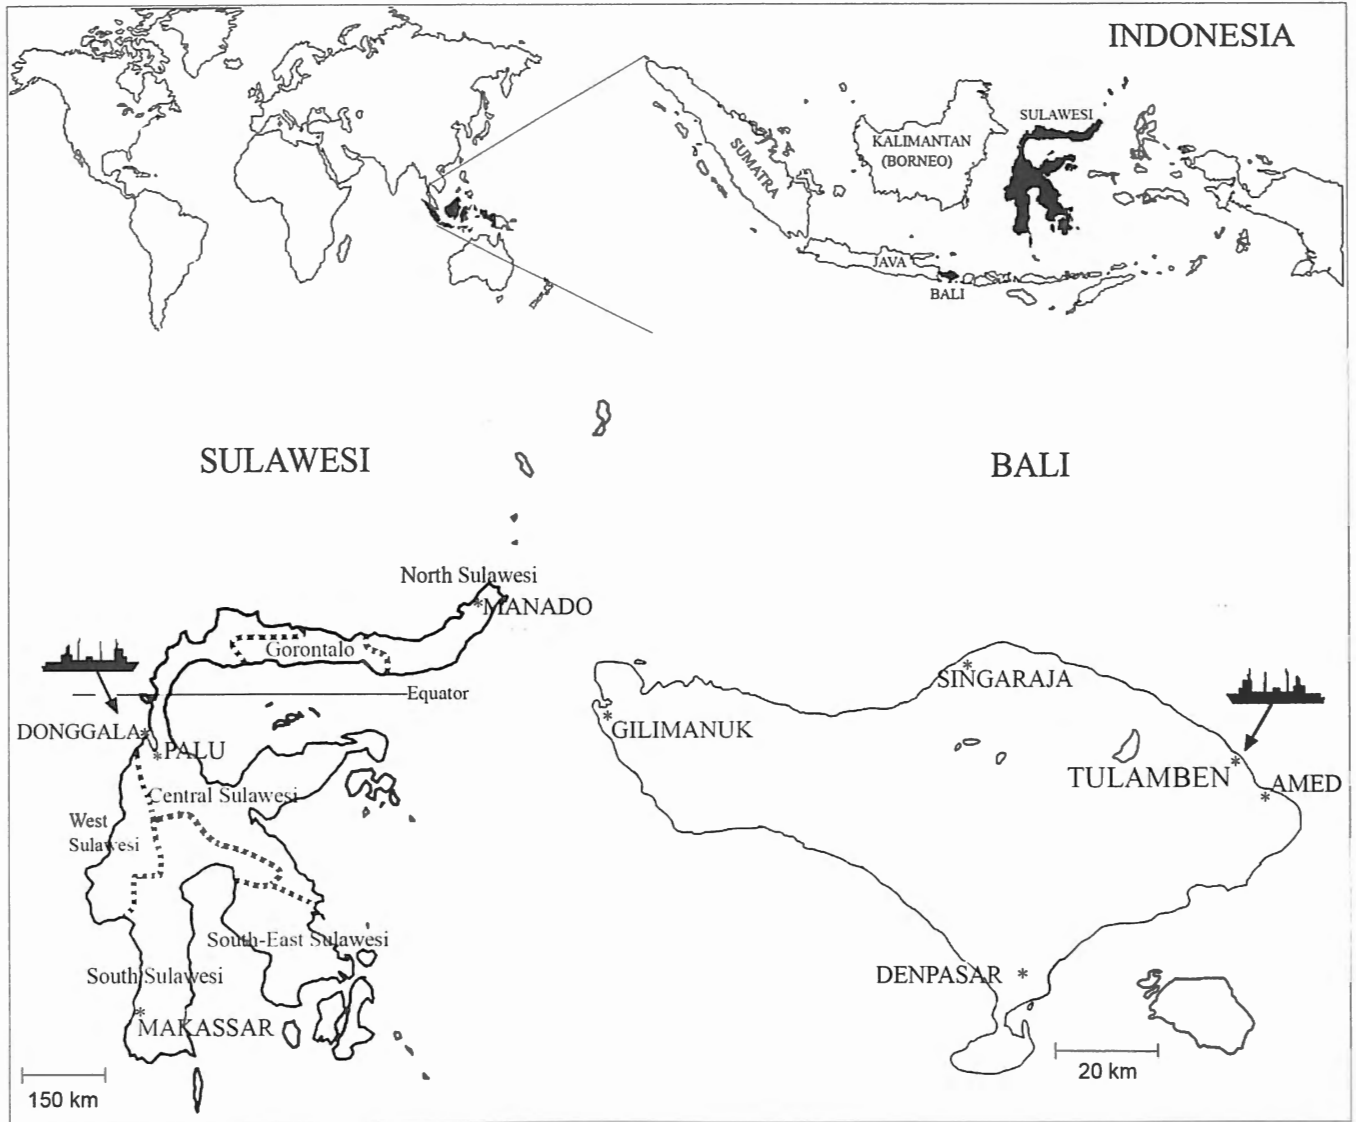 INDONESIA
SULAWESI
KALIMANTAN
(BORNEO)
SUMATRA
JAVA
BALI
SULAWESI
BALI
North Sulawesi
*MANADO
Gorontalo
Equator
DONGGALA*
*PALU
Central Sulawesi
West
Sulawesi
South-East Sulawesi
South Sulawesi
*
MAKASSAR
150 km
*
SINGARAJA
*
GILIMANUK
TULAMBEN *
* AMED
DENPASAR *
20 km